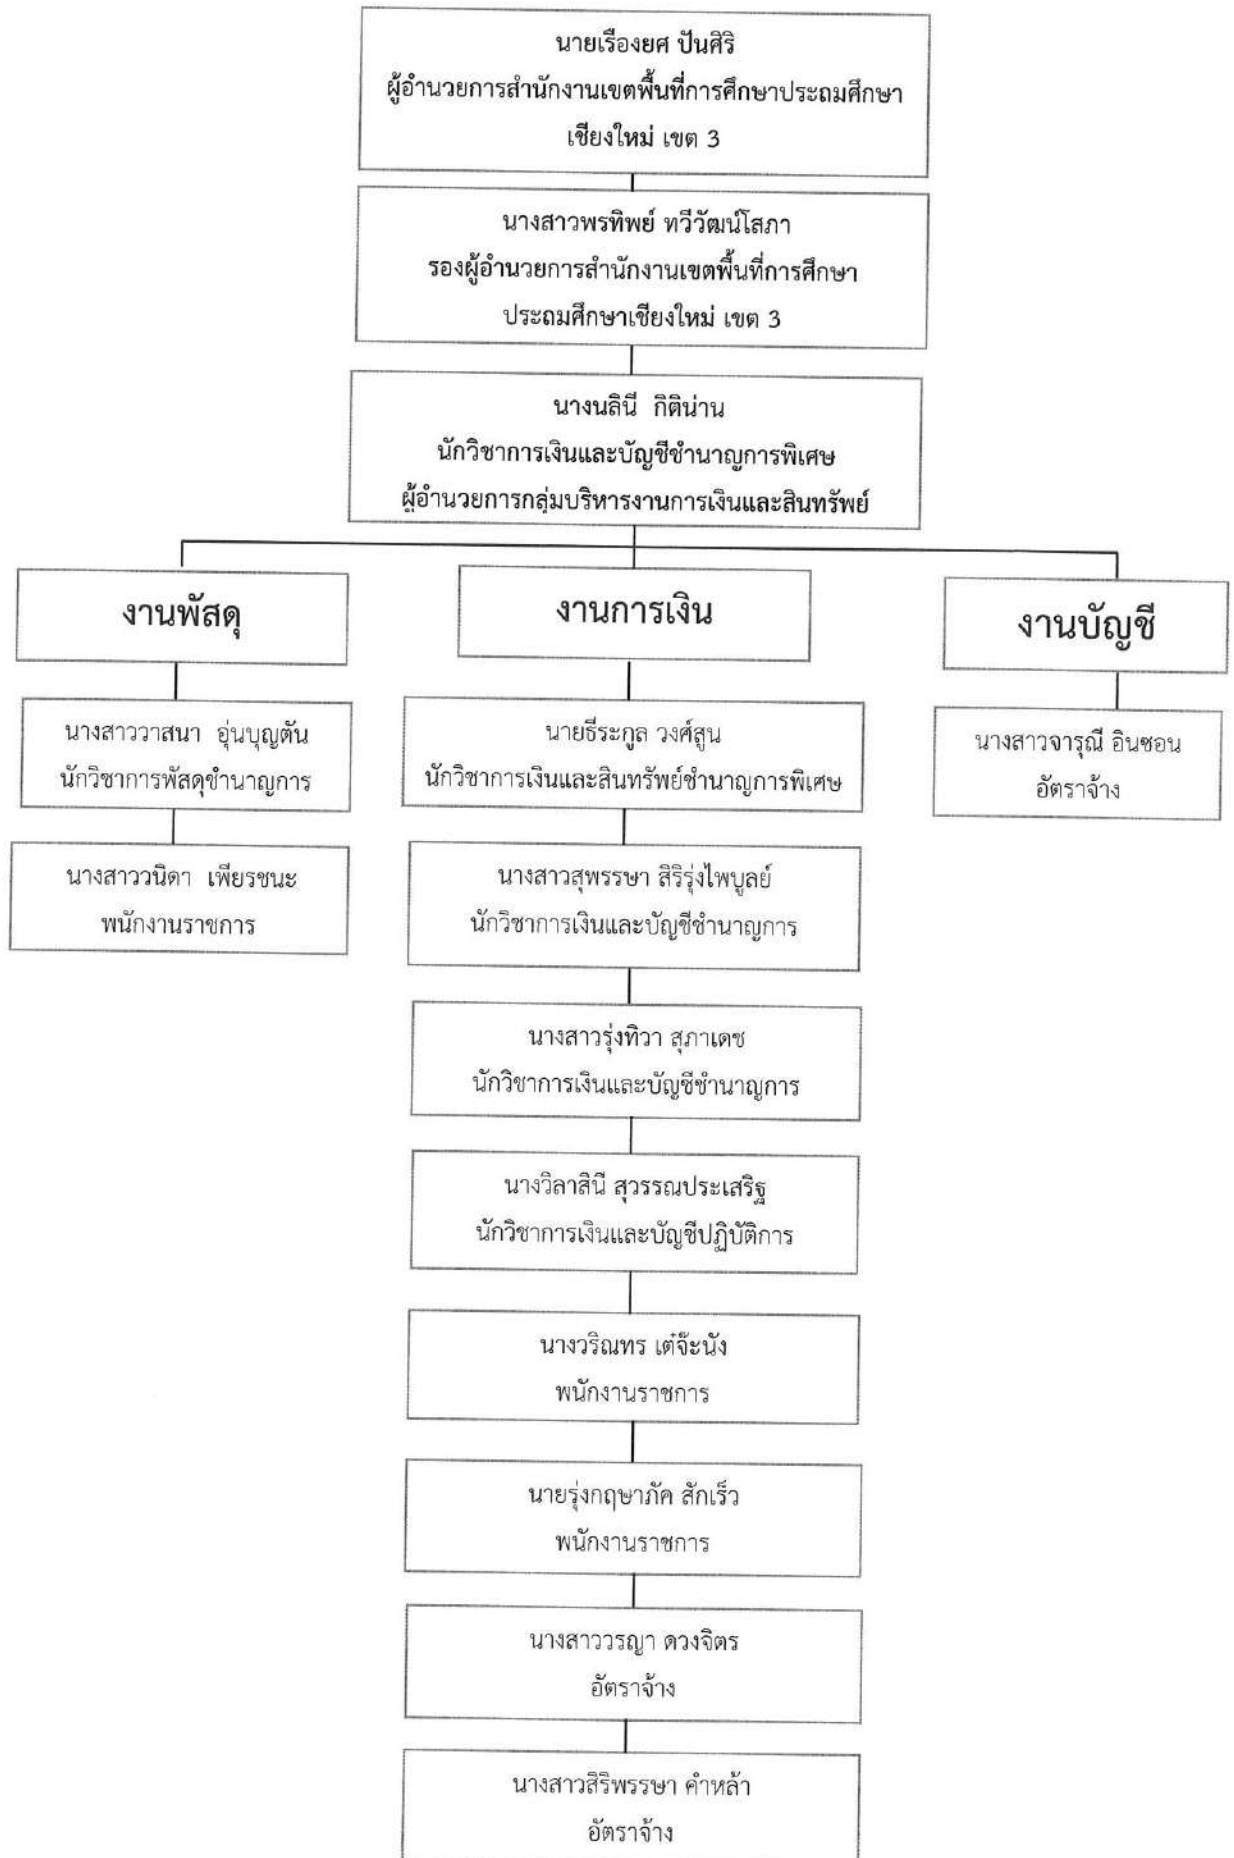 นายเรืองยศ ปันศิริ
ผู้อำนวยการสำนักงานเขตพื้นที่การศึกษาประถมศึกษา
เชียงใหม่ เขต 3
นางสาวพรทิพย์ ทวีวัฒน์โสภา
รองผู้อำนวยการสำนักงานเขตพื้นที่การศึกษา
ประถมศึกษาเชียงใหม่ เขต 3
นางนลินี กิติน่าน
นักวิชาการเงินและบัญชีชำนาญการพิเศษ
ผู้อำนวยการกลุ่มบริหารงานการเงินและสินทรัพย์
งานพัสดุ
นางสาววาสนา อุ่นบุญตัน
นักวิชาการพัสดุชำนาญการ
นางสาววนิดา เพียรชนะ
พนักงานราชการ
งานการเงิน
นายธีระกูล วงศ์สูน
นักวิชาการเงินและสินทรัพย์ชำนาญการพิเศษ
นางสาวสุพรรษา สิริรุ่งไพบูลย์
นักวิชาการเงินและบัญชีชำนาญการ
นางสาวรุ่งทิวา สุภาเดช
นักวิชาการเงินและบัญชีชำนาญการ
นางวิลาสินี สุวรรณประเสริฐ
นักวิชาการเงินและบัญชีปฏิบัติการ
นางวริณทร เต๋จ๊ะนัง
พนักงานราชการ
นายรุ่งกฤษาภัค สักเร็ว
พนักงานราชการ
นางสาววรญา ดวงจิตร
อัตราจ้าง
นางสาวสิริพรรษา คำหล้า
อัตราจ้าง
งานบัญชี
นางสาวจารุณี อินซอน
อัตราจ้าง